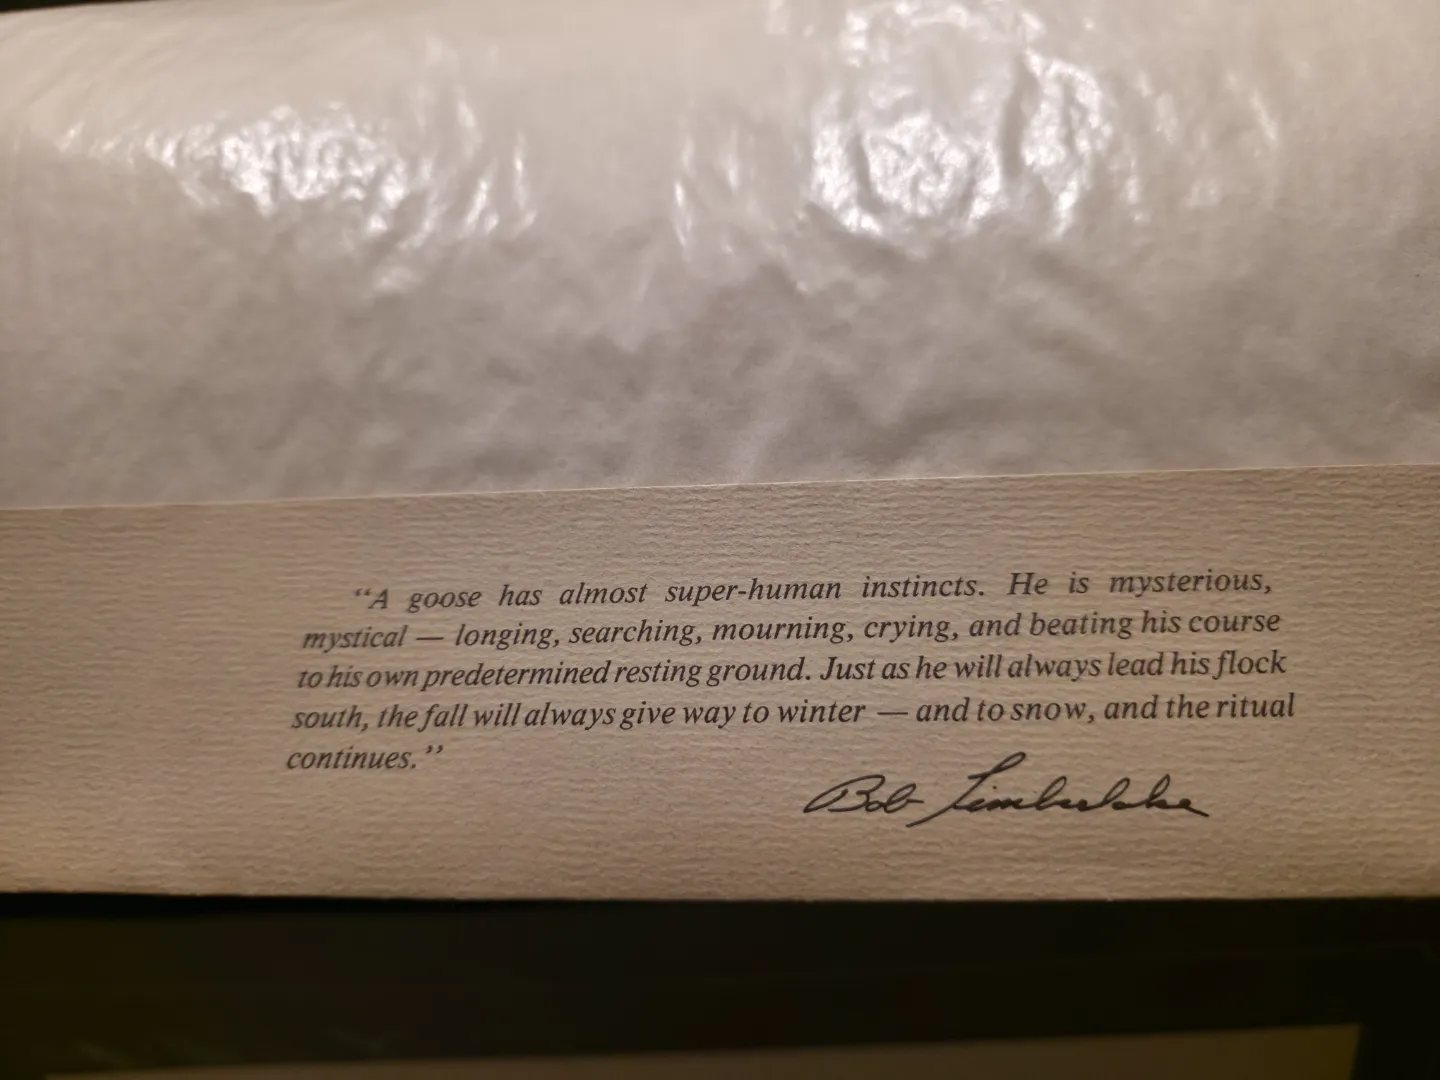 “A goose has almost super-human instincts. He is mysterious,
mystical — longing, searching, mourning, crying, and beating his course
to his own predetermined resting ground. Just as he will always lead his flock
south, the fall will always give way to winter — and to snow, and the ritual
continues.”
Bob Timberlake